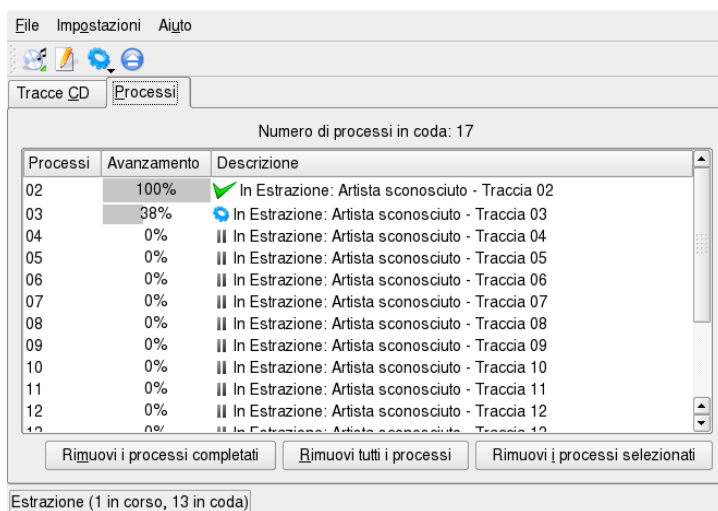 File Impostazioni Aiuto
Tracce CD Processi
Numero di processi in coda: 17
Processi Avanzamento Descrizione
02 100% In Estrazione: Artista sconosciuto - Traccia 02
03 38% In Estrazione: Artista sconosciuto - Traccia 03
04 0% In Estrazione: Artista sconosciuto - Traccia 04
05 0% In Estrazione: Artista sconosciuto - Traccia 05
06 0% In Estrazione: Artista sconosciuto - Traccia 06
07 0% In Estrazione: Artista sconosciuto - Traccia 07
08 0% In Estrazione: Artista sconosciuto - Traccia 08
09 0% In Estrazione: Artista sconosciuto - Traccia 09
10 0% In Estrazione: Artista sconosciuto - Traccia 10
11 0% In Estrazione: Artista sconosciuto - Traccia 11
12 0% In Estrazione: Artista sconosciuto - Traccia 12
Rimuovi i processi completati Rimuovi tutti i processi Rimuovi i processi selezionati
Estrazione (1 in corso, 13 in coda)